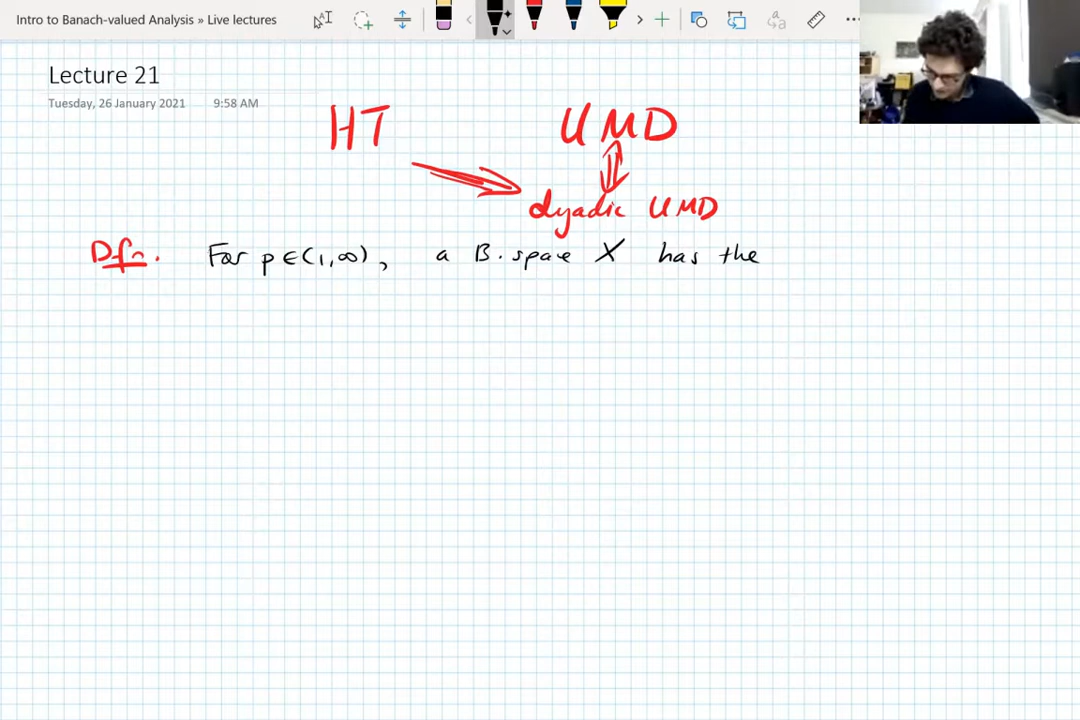 Intro to Banach-valued Analysis » Live lectures
Lecture 21
Tuesday, 26 January 2021 9:58 AM
HT UMD
dyadic UMD
Dfn. For p∈(1,∞), a B. space X has the